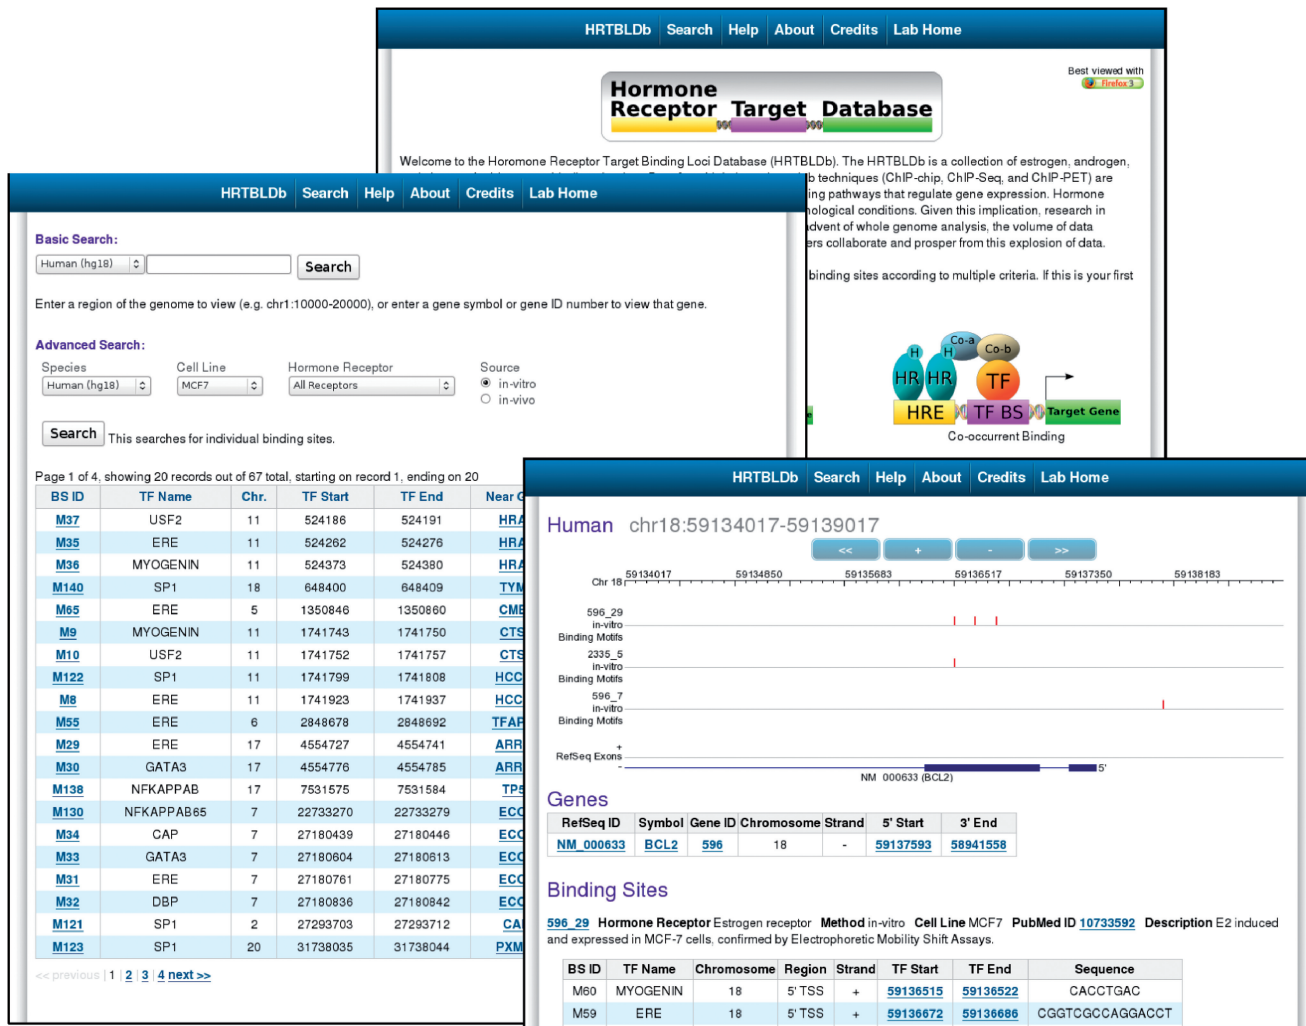 HRTBLDb Search Help About Credits Lab Home
Best viewed with
Firefox 3
Hormone
Receptor Target Database
Welcome to the Horomone Receptor Target Binding Loci Database (HRTBLDb). The HRTBLDb is a collection of estrogen, androgen,
techniques (ChIP-chip, ChIP-Seq, and ChIP-PET) are
pathways that regulate gene expression. Hormone
conditions. Given this implication, research in
of whole genome analysis, the volume of data
collaborate and prosper from this explosion of data.
binding sites according to multiple criteria. If this is your first
H H Co-a Co-b
HR HR TF
HRE TF BS Target Gene
Co-occurrent Binding
HRTBLDb Search Help About Credits Lab Home
Basic Search:
Human (hg18) Search
Enter a region of the genome to view (e.g. chr1:10000-20000), or enter a gene symbol or gene ID number to view that gene.
Advanced Search:
Species Cell Line Hormone Receptor Source
Human (hg18) MCF7 All Receptors in-vitro
in-vivo
Search This searches for individual binding sites.
Page 1 of 4, showing 20 records out of 67 total, starting on record 1, ending on 20
BS ID TF Name Chr. TF Start TF End Near
M37 USF2 11 524186 524191 HRA
M35 ERE 11 524262 524276 HRA
M36 MYOGENIN 11 524373 524380 HRA
M140 SP1 18 648400 648409 TYM
M65 ERE 5 1350846 1350860
M9 MYOGENIN 11 1741743 1741750 CTS
M10 USF2 11 1741752 1741757 CTS
M122 SP1 11 1741799 1741808 HCC
M8 ERE 11 1741923 1741937 HCC
M55 ERE 6 2848678 2848692
M29 ERE 17 4554727 4554741 ARR
M30 GATA3 17 4554776 4554785 ARR
M138 NFKAPPAB 17 7531575 7531584
M130 NFKAPPAB65 7 22733270 22733279
M34 CAP 7 27180439 27180446
M33 GATA3 7 27180604 27180613
M31 ERE 7 27180761 27180775
M32 DBP 7 27180836 27180842
M121 SP1 2 27293703 27293712
M123 SP1 20 31738035 31738044 PXM
<< previous | 1 | 2 | 3 | 4 next >>
HRTBLDb Search Help About Credits Lab Home
Human chr18:59134017-59139017
<< + - >>
Chr 18 59134017 59134850 59135683 59136517 59137350 59138183
596_29
in-vitro
Binding Motifs
2335_5
in-vitro
Binding Motifs
596_7
in-vitro
Binding Motifs
+
RefSeq Exons
- 5'
NM_000633 (BCL2)
Genes
RefSeq ID Symbol Gene ID Chromosome Strand 5' Start 3' End
NM_000633 BCL2 596 18 - 59137593 58941558
Binding Sites
596_29 Hormone Receptor Estrogen receptor Method in-vitro Cell Line MCF7 PubMed ID 10733592 Description E2 induced
and expressed in MCF-7 cells, confirmed by Electrophoretic Mobility Shift Assays.
BS ID TF Name Chromosome Region Strand TF Start TF End Sequence
M60 MYOGENIN 18 5' TSS + 59136515 59136522 CACCTGAC
M59 ERE 18 5' TSS + 59136672 59136686 CGGTCGCCAGGACCT